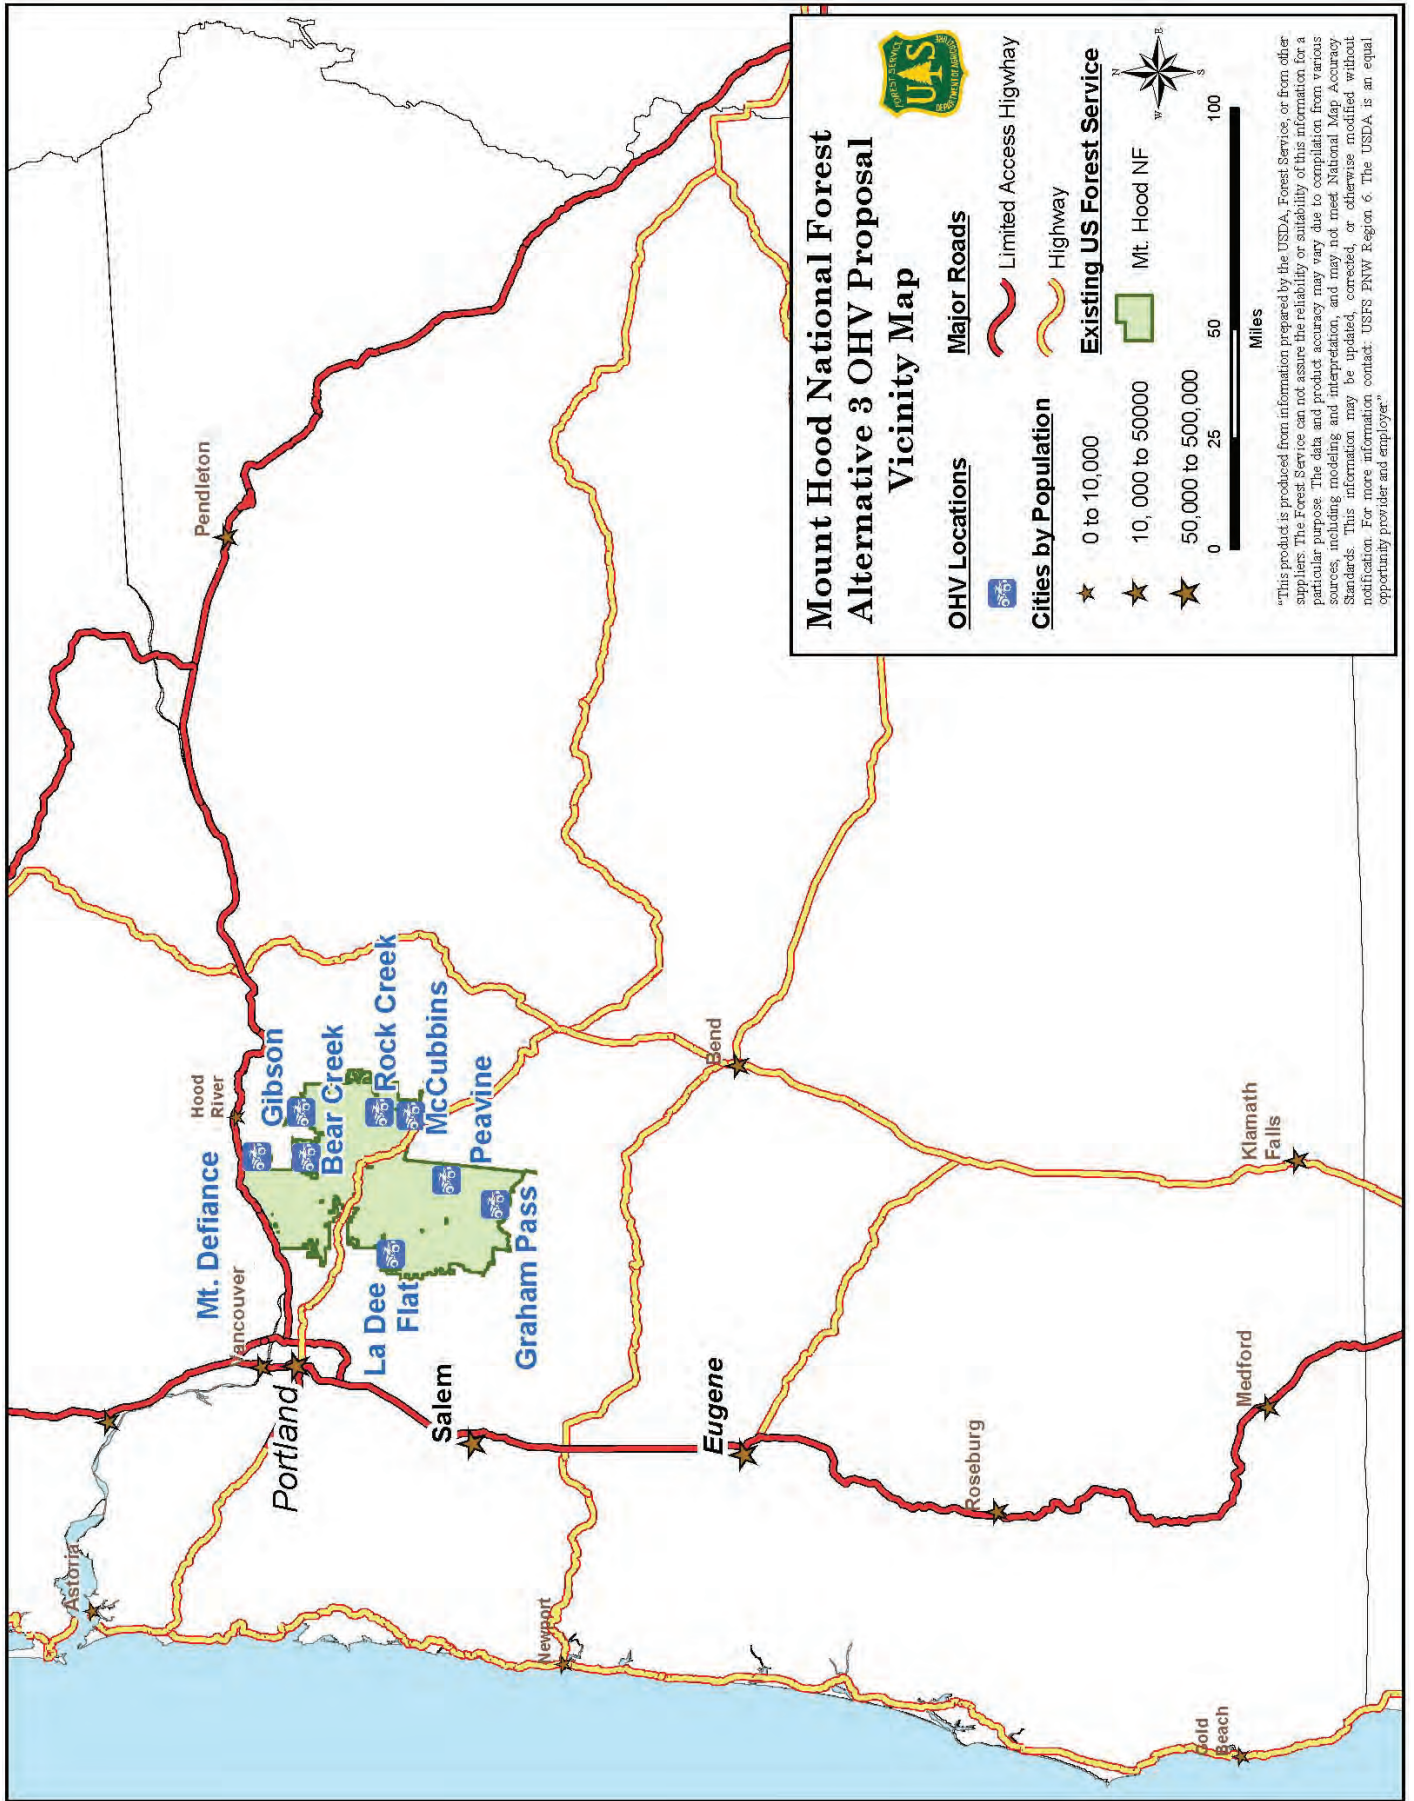 Mount Hood National Forest
Alternative 3 OHV Proposal
Vicinity Map
FOREST SERVICE
U S
DEPARTMENT OF AGRICULTURE
OHV Locations
Major Roads
Limited Access Higwhay
Highway
Cities by Population
0 to 10,000
10, 000 to 50000
50,000 to 500,000
Existing US Forest Service
Mt. Hood NF
N
E
S
W
0
25
50
100
Miles
"This product is produced from information prepared by the USDA, Forest Service, or from other
suppliers. The Forest Service can not assure the reliability or suitability of this information for a
particular purpose. The data and product accuracy may vary due to compilation from various
sources, including modeling and interpretation, and may not meet National Map Accuracy
Standards. This information may be updated, corrected, or otherwise modified without
notification. For more information contact: USFS PNW Region 6. The USDA is an equal
opportunity provider and employer."
Astoria
Vancouver
Portland
Mt. Defiance
Hood
River
Gibson
Bear Creek
Rock Creek
McCubbins
Peavine
La Dee
Flat
Graham Pass
Pendleton
Salem
Newport
Eugene
Bend
Roseburg
Gold
Beach
Medford
Klamath
Falls